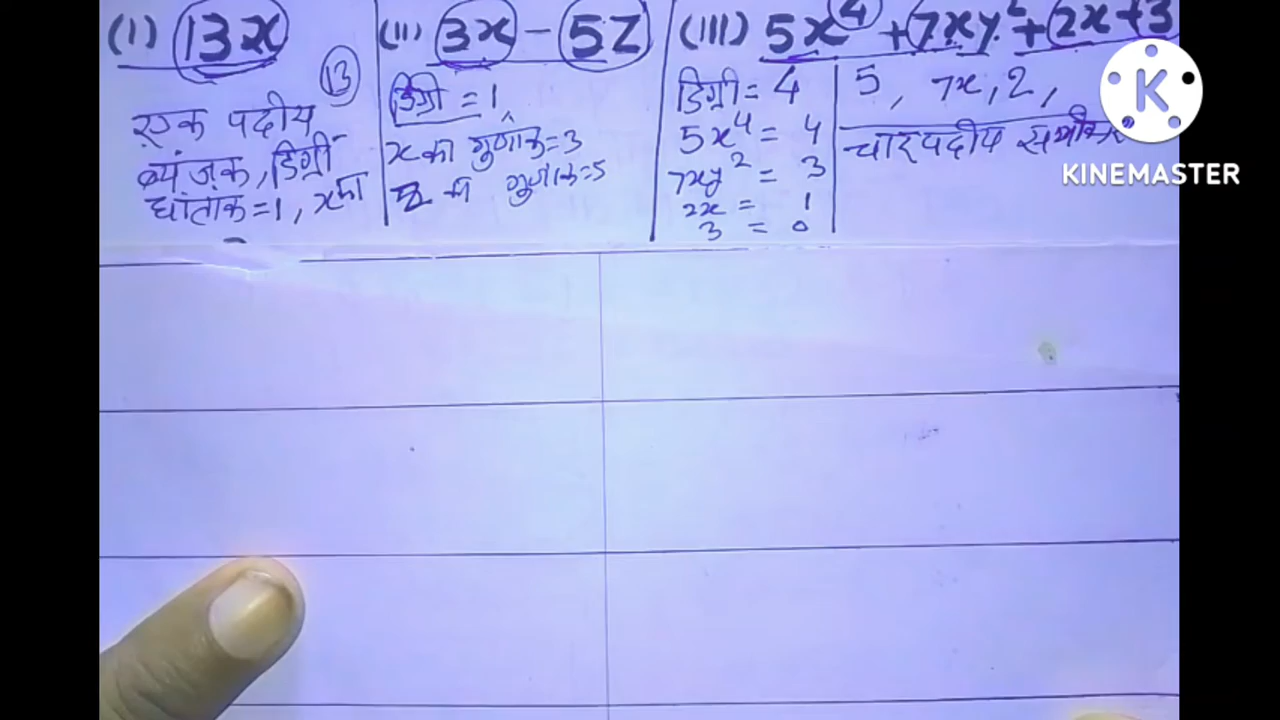 (I) 13x
13
एक पदीय
व्यंजक, डिग्री
घातांक=1, xका
(II) 3x - 5Z
डिग्री = 1
x का गुणांक=3
Z में गुणांक=5
(III) 5x⁴ + 7xy² + 2x + 3
डिग्री = 4
5x⁴ = 4
7xy² = 3
2x = 1
3 = 0
5, 7x, 2,
चारपदीय
K
KINEMASTER